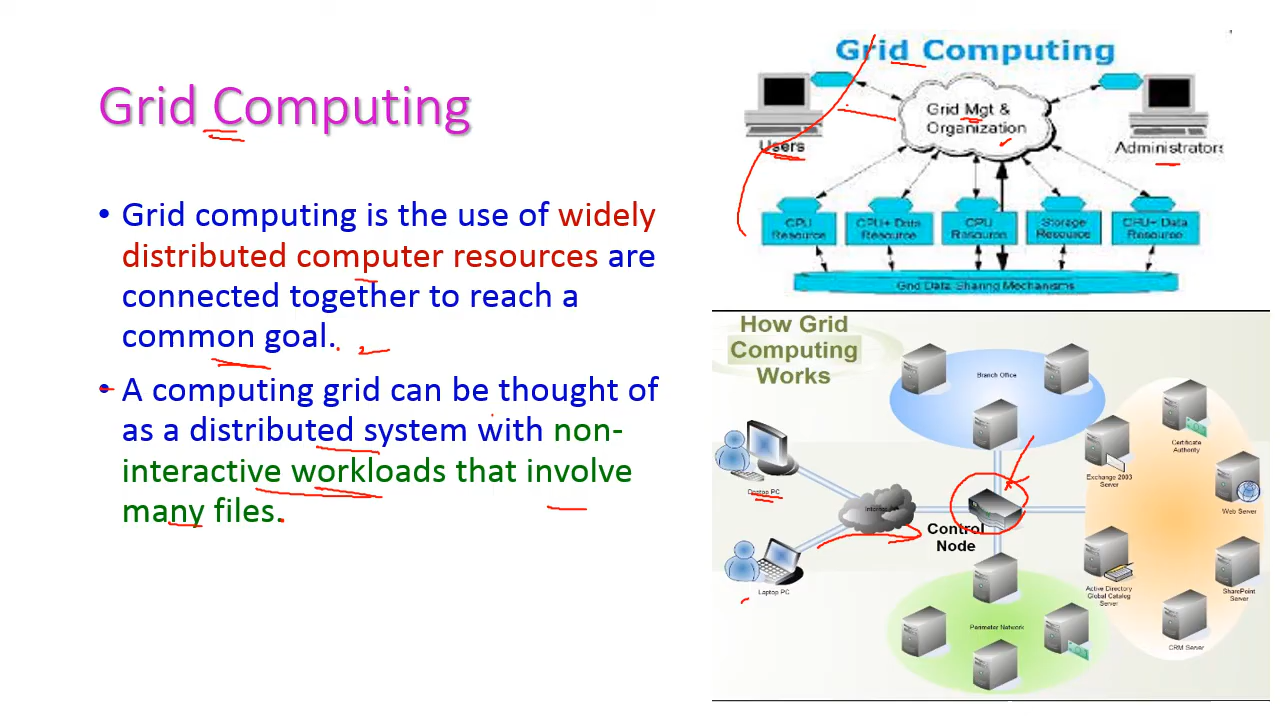 Grid Computing
• Grid computing is the use of widely
distributed computer resources are
connected together to reach a
common goal.
• A computing grid can be thought of
as a distributed system with non-
interactive workloads that involve
many files.
Grid Computing
Grid Mgt &
Organization
Users
Administrators
CPU
Resource
CPU+ Data
Resource
CPU
Resource
Storage
Resource
CPU+ Data
Resource
Grid Data Sharing Mechanisms
How Grid
Computing
Works
Branch Office
Certificate
Authority
Exchange 2003
Server
Web Server
PC
Control
Node
Laptop PC
Active Directory
Global Catalog
Server
SharePoint
Server
Perimeter Network
CRM Server